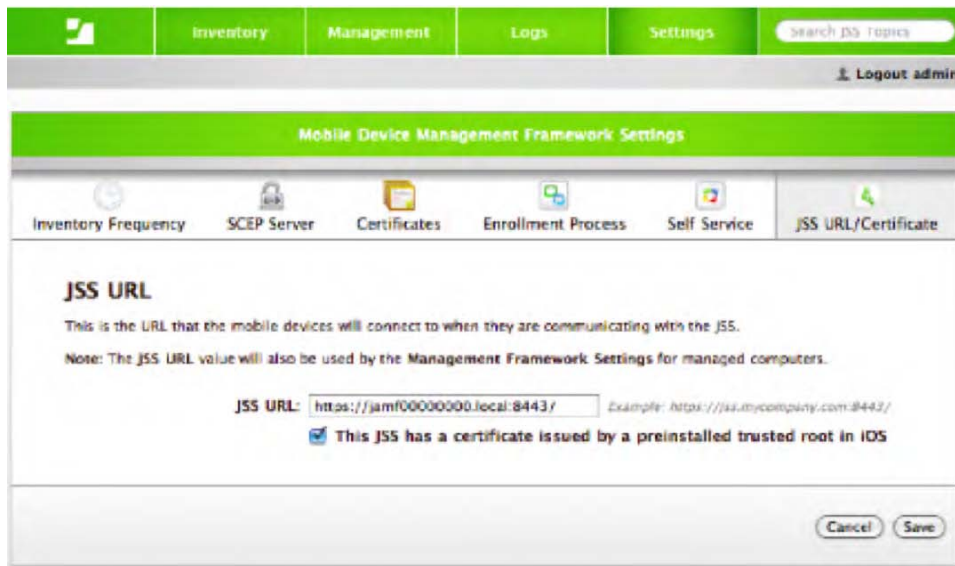 Inventory Management Logs Settings Search JSS Topics
Logout admin
Mobile Device Management Framework Settings
Inventory Frequency SCEP Server Certificates Enrollment Process Self Service JSS URL/Certificate
JSS URL
This is the URL that the mobile devices will connect to when they are communicating with the JSS.
Note: The JSS URL value will also be used by the Management Framework Settings for managed computers.
JSS URL: https://jamf00000000.local:8443/ Example: https://jss.mycompany.com:8443/
This JSS has a certificate issued by a preinstalled trusted root in iOS
Cancel Save